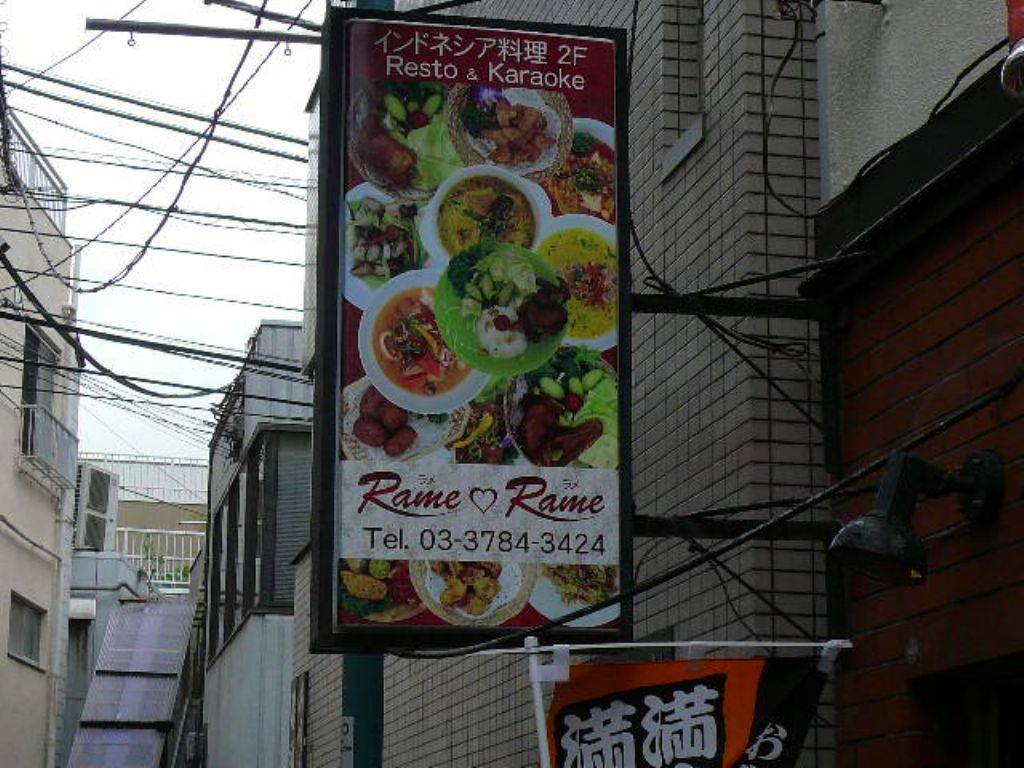 インドネシア料理 2F
Resto & Karaoke
ラメ ラメ
Rame ♡ Rame
Tel. 03-3784-3424
満満
お